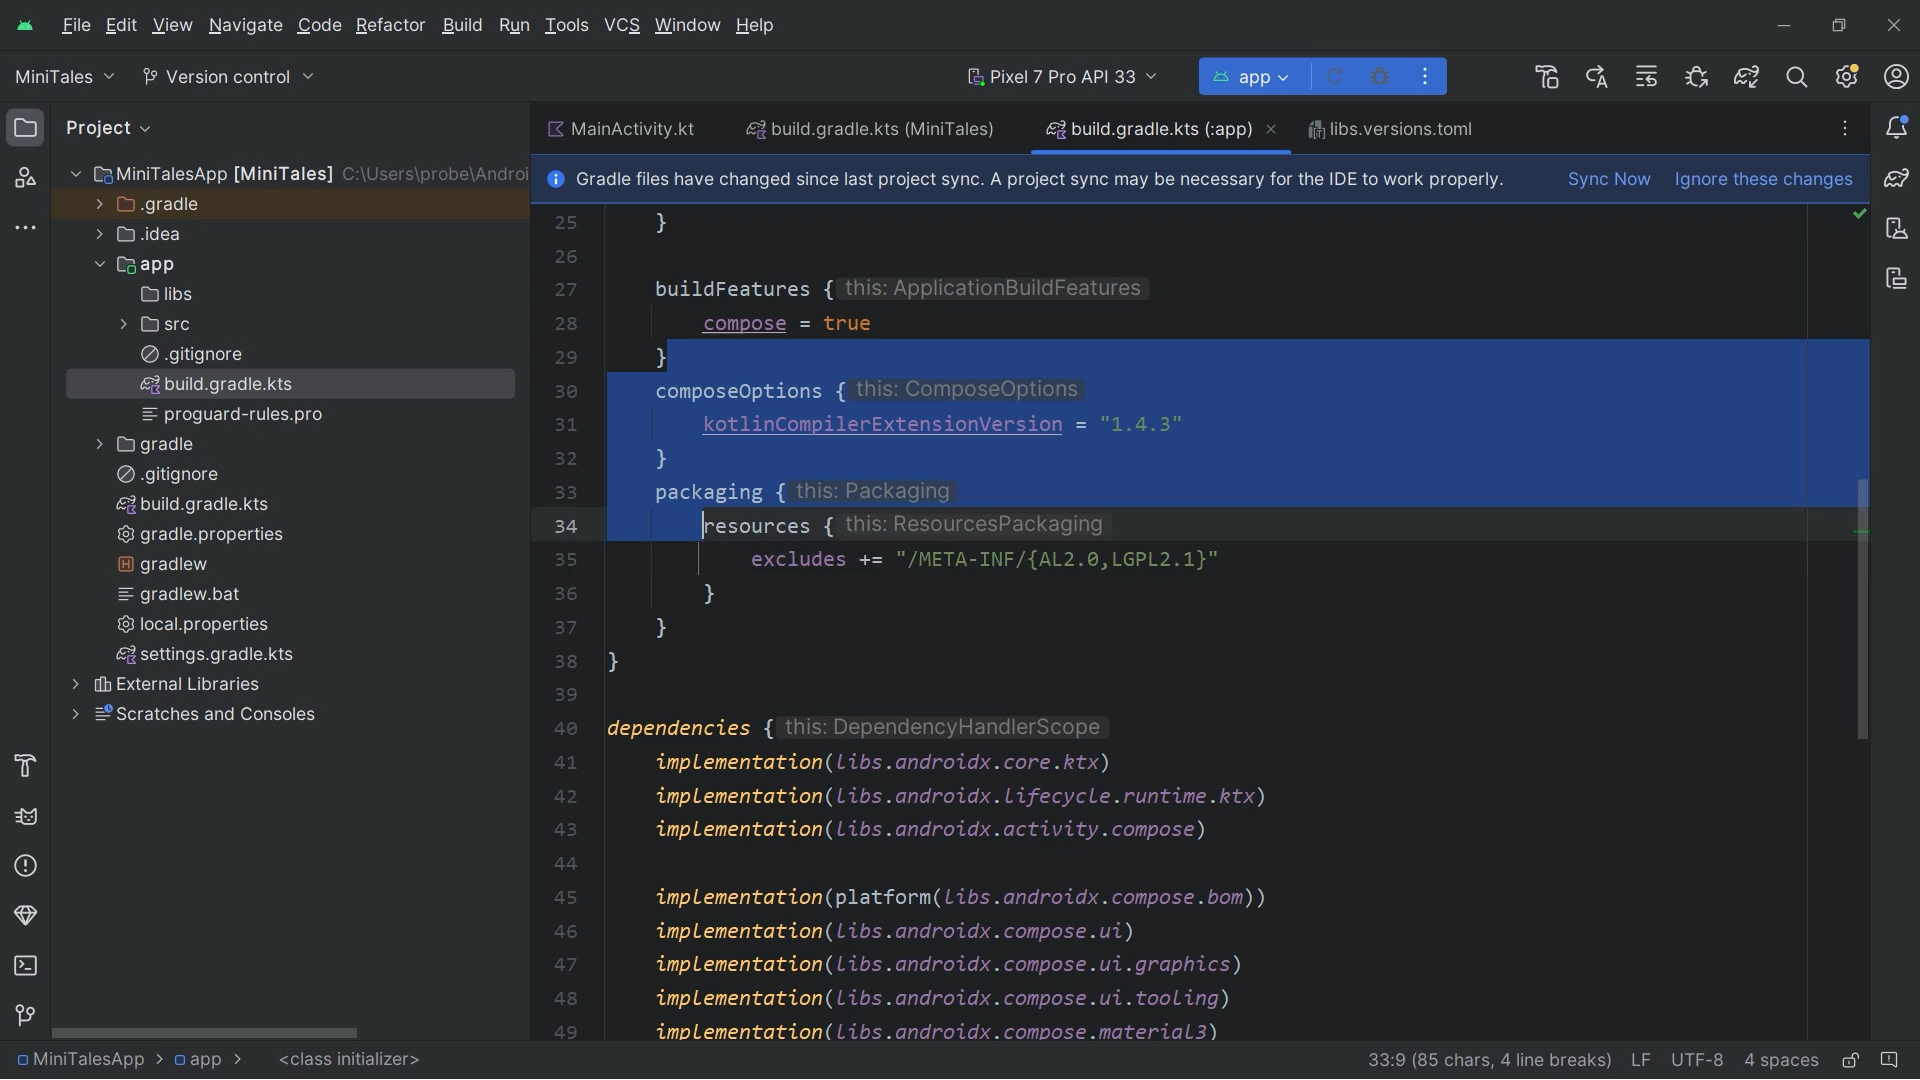 File Edit View Navigate Code Refactor Build Run Tools VCS Window Help
MiniTales Version control Pixel 7 Pro API 33 app
Project
MiniTalesApp [MiniTales] C:\Users\probe\Androi
.gradle
.idea
app
libs
src
.gitignore
build.gradle.kts
proguard-rules.pro
gradle
.gitignore
build.gradle.kts
gradle.properties
gradlew
gradlew.bat
local.properties
settings.gradle.kts
External Libraries
Scratches and Consoles
MainActivity.kt build.gradle.kts (MiniTales) build.gradle.kts (:app) libs.versions.toml
Gradle files have changed since last project sync. A project sync may be necessary for the IDE to work properly. Sync Now Ignore these changes
25 }
26
27 buildFeatures { this: ApplicationBuildFeatures
28 compose = true
29 }
30 composeOptions { this: ComposeOptions
31 kotlinCompilerExtensionVersion = "1.4.3"
32 }
33 packaging { this: Packaging
34 resources { this: ResourcesPackaging
35 excludes += "/META-INF/{AL2.0,LGPL2.1}"
36 }
37 }
38 }
39
40 dependencies { this: DependencyHandlerScope
41 implementation(libs.androidx.core.ktx)
42 implementation(libs.androidx.lifecycle.runtime.ktx)
43 implementation(libs.androidx.activity.compose)
44
45 implementation(platform(libs.androidx.compose.bom))
46 implementation(libs.androidx.compose.ui)
47 implementation(libs.androidx.compose.ui.graphics)
48 implementation(libs.androidx.compose.ui.tooling)
49 implementation(libs.androidx.compose.material3)
MiniTalesApp > app > <class initializer> 33:9 (85 chars, 4 line breaks) LF UTF-8 4 spaces